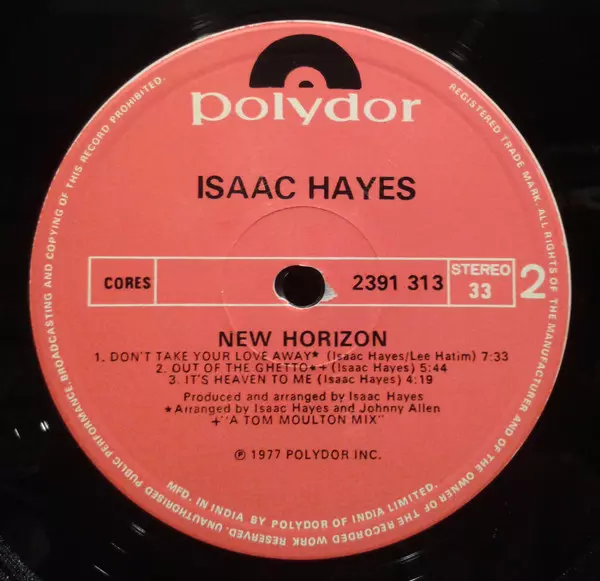 polydor
ISAAC HAYES
CORES
2391 313
STEREO
33
2
NEW HORIZON
1. DON'T TAKE YOUR LOVE AWAY★ (Isaac Hayes/Lee Hatim) 7:33
2. OUT OF THE GHETTO★+ (Isaac Hayes) 5:44
3. IT'S HEAVEN TO ME (Isaac Hayes) 4:19
Produced and arranged by Isaac Hayes
★Arranged by Isaac Hayes and Johnny Allen
+"A TOM MOULTON MIX"
℗ 1977 POLYDOR INC.
REGISTERED TRADE MARK. ALL RIGHTS OF THE MANUFACTURER AND OF THE OWNER OF THE RECORDED WORK RESERVED. UNAUTHORISED PUBLIC PERFORMANCE, BROADCASTING AND COPYING OF THIS RECORD PROHIBITED.
MFD. IN INDIA BY POLYDOR OF INDIA LIMITED.